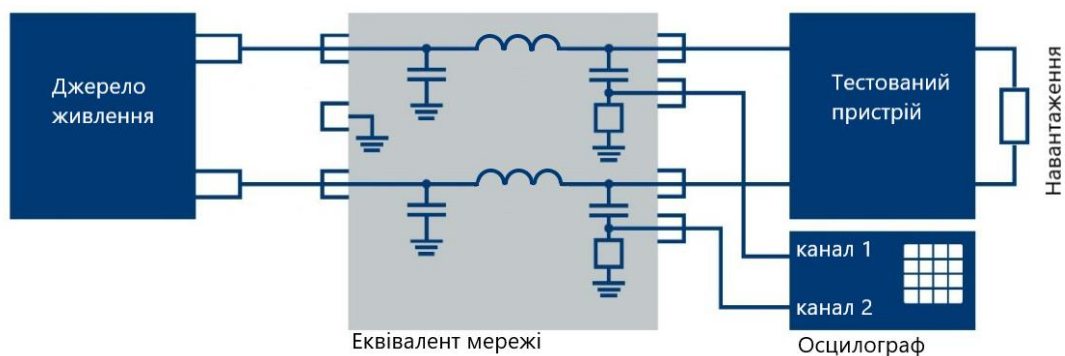 Джерело
живлення
Тестований
пристрій
Навантаження
канал 1
канал 2
Еквівалент мережі
Осцилограф